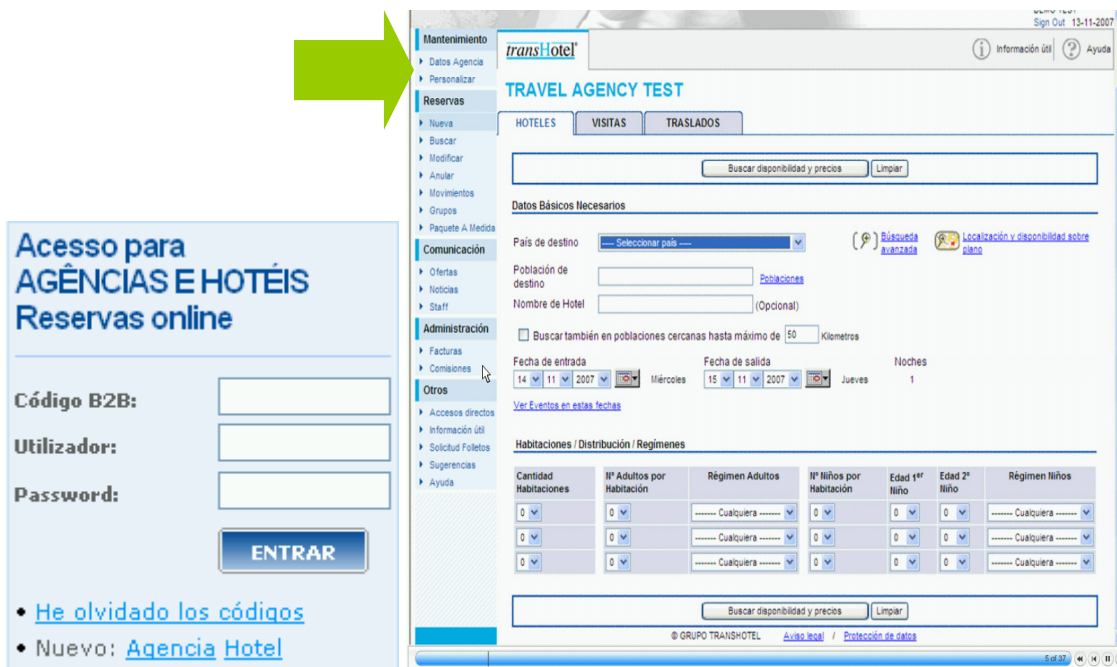 Acesso para
AGÊNCIAS E HOTÉIS
Reservas online
Código B2B:
Utilizador:
Password:
ENTRAR
• He olvidado los códigos
• Nuevo: Agencia Hotel
DEMO TEST
Sign Out 13-11-2007
Mantenimiento
Datos Agencia
Personalizar
Reservas
Nueva
Buscar
Modificar
Anular
Movimientos
Grupos
Paquete A Medida
Comunicación
Ofertas
Noticias
Staff
Administración
Facturas
Comisiones
Otros
Accesos directos
Información útil
Solicitud Folletos
Sugerencias
Ayuda
transHotel
Información útil Ayuda
TRAVEL AGENCY TEST
HOTELES VISITAS TRASLADOS
Buscar disponibilidad y precios Limpiar
Datos Básicos Necesarios
País de destino ---- Seleccionar país ---- Búsqueda avanzada Localización y disponibilidad sobre plano
Población de destino Poblaciones
Nombre de Hotel (Opcional)
Buscar también en poblaciones cercanas hasta máximo de 50 Kilometros
Fecha de entrada Fecha de salida Noches
14 11 2007 Miércoles 15 11 2007 Jueves 1
Ver Eventos en estas fechas
Habitaciones / Distribución / Regímenes
Cantidad Habitaciones Nº Adultos por Habitación Régimen Adultos Nº Niños por Habitación Edad 1er Niño Edad 2º Niño Régimen Niños
0 0 ------- Cualquiera ------- 0 0 0 ------- Cualquiera -------
0 0 ------- Cualquiera ------- 0 0 0 ------- Cualquiera -------
0 0 ------- Cualquiera ------- 0 0 0 ------- Cualquiera -------
Buscar disponibilidad y precios Limpiar
© GRUPO TRANSHOTEL Aviso legal / Protección de datos
5 of 37